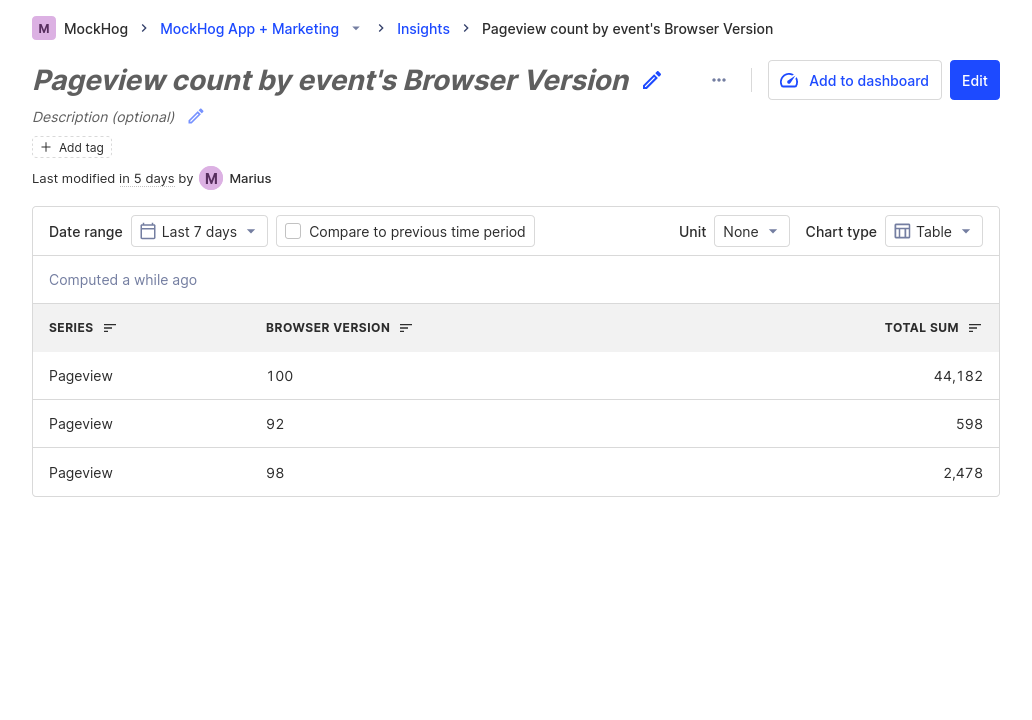 M MockHog MockHog App + Marketing Insights Pageview count by event's Browser Version
Pageview count by event's Browser Version
Add to dashboard Edit
Description (optional)
Add tag
Last modified in 5 days by M Marius
Date range Last 7 days Compare to previous time period Unit None Chart type Table
Computed a while ago
SERIES BROWSER VERSION TOTAL SUM
Pageview 100 44,182
Pageview 92 598
Pageview 98 2,478